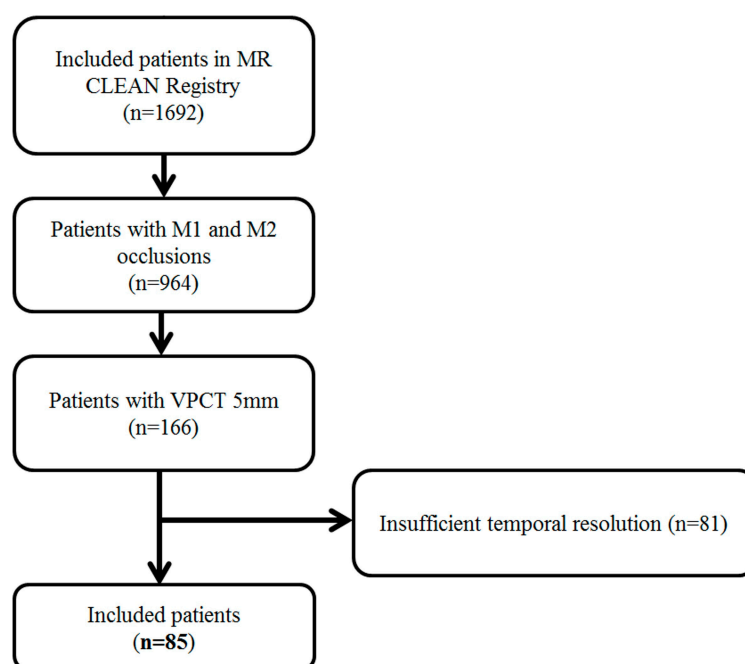 Included patients in MR
CLEAN Registry
(n=1692)
Patients with M1 and M2
occlusions
(n=964)
Patients with VPCT 5mm
(n=166)
Insufficient temporal resolution (n=81)
Included patients
(n=85)